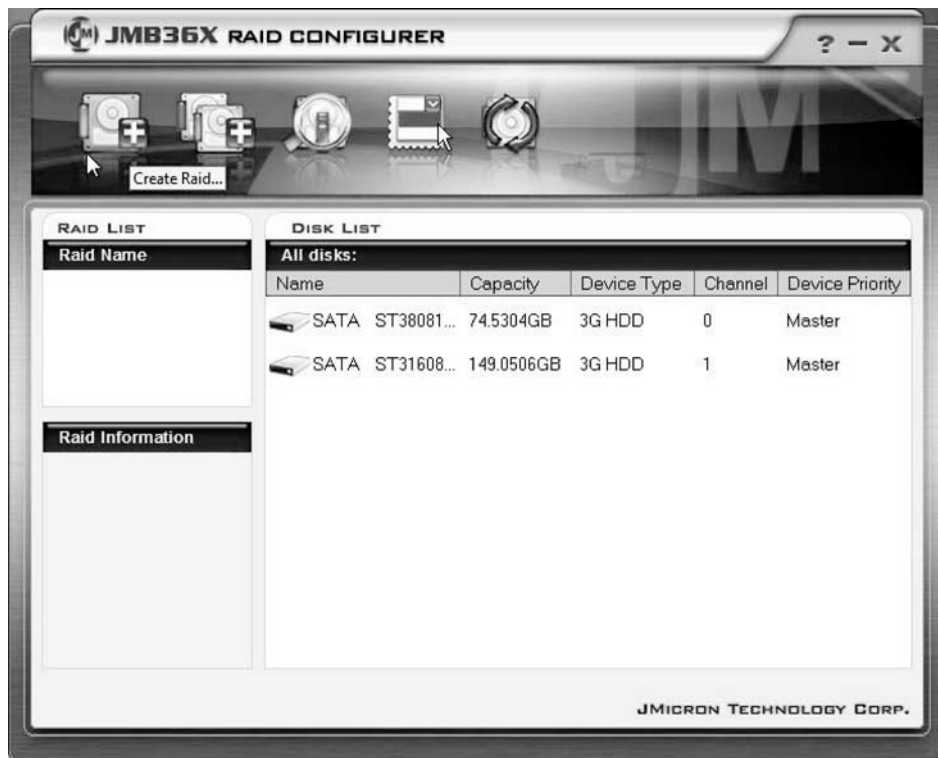 JM JMB36X RAID CONFIGURER
? – X
JM
Create Raid...
RAID LIST
Raid Name
Raid Information
DISK LIST
All disks:
Name Capacity Device Type Channel Device Priority
SATA ST38081... 74.5304GB 3G HDD 0 Master
SATA ST31608... 149.0506GB 3G HDD 1 Master
JMICRON TECHNOLOGY CORP.